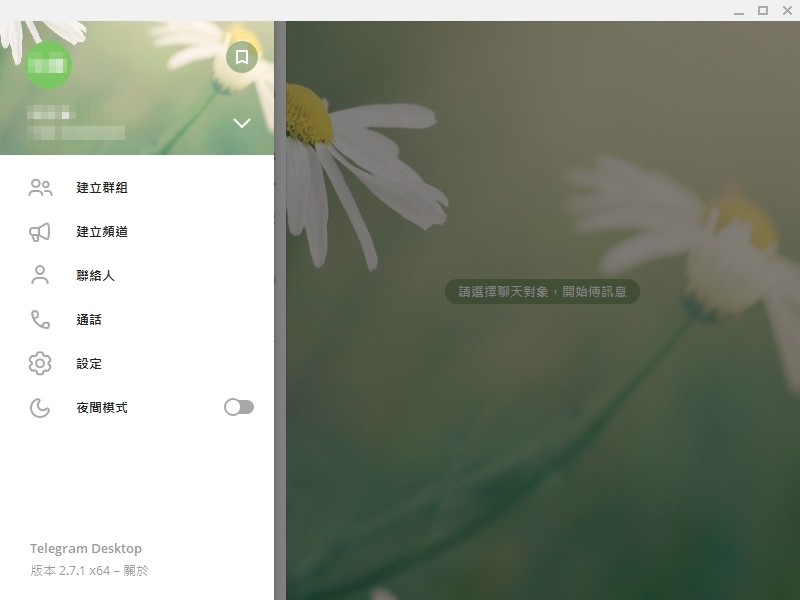 建立群組
建立頻道
聯絡人
通話
設定
夜間模式
請選擇聊天對象，開始傳訊息
Telegram Desktop
版本 2.7.1 x64 – 關於